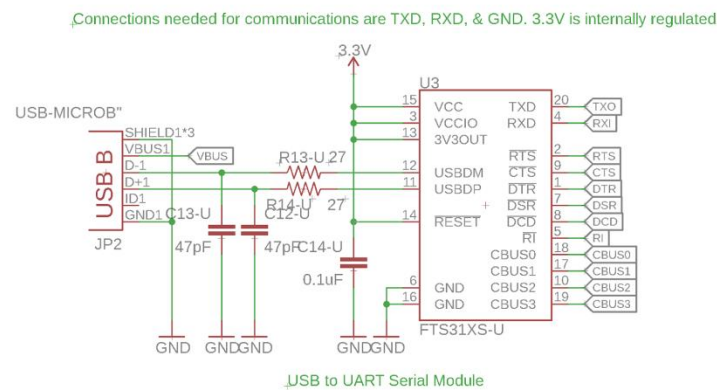 Connections needed for communications are TXD, RXD, & GND. 3.3V is internally regulated
3.3V
U3
USB-MICROB"
USB B
SHIELD1*3
VBUS1
D-1
D+1
ID1
GND1
JP2
VBUS
R13-U 27
R14-U 27
C13-U
47pF
C12-U
47pF
C14-U
0.1uF
15 VCC
3 VCCIO
13 3V3OUT
12 USBDM
11 USBDP
14 RESET
6 GND
16 GND
TXD 20 TXO
RXD 4 RXI
RTS 2 RTS
CTS 9 CTS
DTR 1 DTR
DSR 7 DSR
DCD 8 DCD
RI 5 RI
CBUS0 18 CBUS0
CBUS1 17 CBUS1
CBUS2 10 CBUS2
CBUS3 19 CBUS3
FTS31XS-U
GND
GND
GND
GND
GND
USB to UART Serial Module